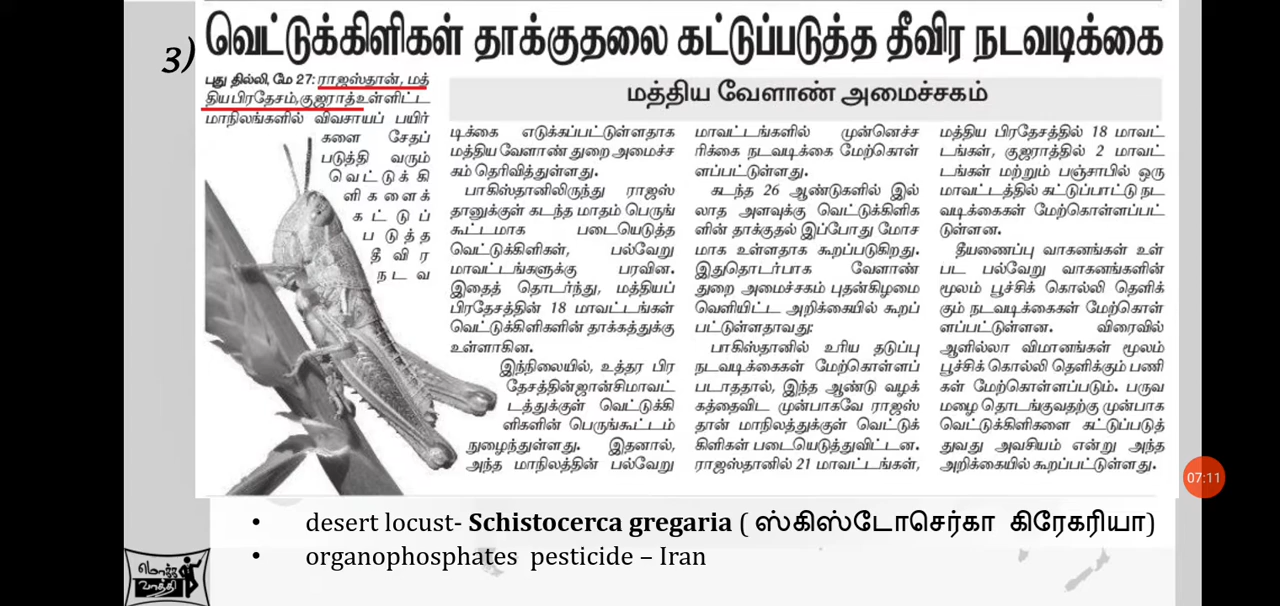 3)
வெட்டுக்கிளிகள் தாக்குதலை கட்டுப்படுத்த தீவிர நடவடிக்கை
மத்திய வேளாண் அமைச்சகம்
புது தில்லி, மே 27: ராஜஸ்தான், மத்
தியபிரதேசம்,குஜராத்உள்ளிட்ட
மாநிலங்களில் விவசாயப் பயிர்
களை சேதப்
படுத்தி வரும்
வெட்டுக்கி
ளிகளைக்
கட்டுப்
படுத்த
தீவிர
நடவ
டிக்கை எடுக்கப்பட்டுள்ளதாக
மத்திய வேளாண் துறை அமைச்ச
கம் தெரிவித்துள்ளது.
பாகிஸ்தானிலிருந்து ராஜஸ்
தானுக்குள் கடந்த மாதம் பெருங்
கூட்டமாக படையெடுத்த
வெட்டுக்கிளிகள், பல்வேறு
மாவட்டங்களுக்கு பரவின.
இதைத் தொடர்ந்து, மத்தியப்
பிரதேசத்தின் 18 மாவட்டங்கள்
வெட்டுக்கிளிகளின் தாக்கத்துக்கு
உள்ளாகின.
இந்நிலையில், உத்தர பிர
தேசத்தின்ஜான்சிமாவட்
டத்துக்குள் வெட்டுக்கி
ளிகளின் பெருங்கூட்டம்
நுழைந்துள்ளது. இதனால்,
அந்த மாநிலத்தின் பல்வேறு
மாவட்டங்களில் முன்னெச்ச
ரிக்கை நடவடிக்கை மேற்கொள்
ளப்பட்டுள்ளது.
கடந்த 26 ஆண்டுகளில் இல்
லாத அளவுக்கு வெட்டுக்கிளிக
ளின் தாக்குதல் இப்போது மோச
மாக உள்ளதாக கூறப்படுகிறது.
இதுதொடர்பாக வேளாண்
துறை அமைச்சகம் புதன்கிழமை
வெளியிட்ட அறிக்கையில் கூறப்
பட்டுள்ளதாவது:
பாகிஸ்தானில் உரிய தடுப்பு
நடவடிக்கைகள் மேற்கொள்ளப்
படாததால், இந்த ஆண்டு வழக்
கத்தைவிட முன்பாகவே ராஜஸ்
தான் மாநிலத்துக்குள் வெட்டுக்
கிளிகள் படையெடுத்துவிட்டன.
ராஜஸ்தானில் 21 மாவட்டங்கள்,
மத்திய பிரதேசத்தில் 18 மாவட்
டங்கள், குஜராத்தில் 2 மாவட்
டங்கள் மற்றும் பஞ்சாபில் ஒரு
மாவட்டத்தில் கட்டுப்பாட்டு நட
வடிக்கைகள் மேற்கொள்ளப்பட்
டுள்ளன.
தீயணைப்பு வாகனங்கள் உள்
பட பல்வேறு வாகனங்களின்
மூலம் பூச்சிக் கொல்லி தெளிக்
கும் நடவடிக்கைகள் மேற்கொள்
ளப்பட்டுள்ளன. விரைவில்
ஆளில்லா விமானங்கள் மூலம்
பூச்சிக் கொல்லி தெளிக்கும் பணி
கள் மேற்கொள்ளப்படும். பருவ
மழை தொடங்குவதற்கு முன்பாக
வெட்டுக்கிளிகளை கட்டுப்படுத்
துவது அவசியம் என்று அந்த
அறிக்கையில் கூறப்பட்டுள்ளது.
07:11
• desert locust- Schistocerca gregaria ( ஸ்கிஸ்டோசெர்கா கிரேகரியா)
• organophosphates pesticide – Iran
மொக்க
வாத்தி